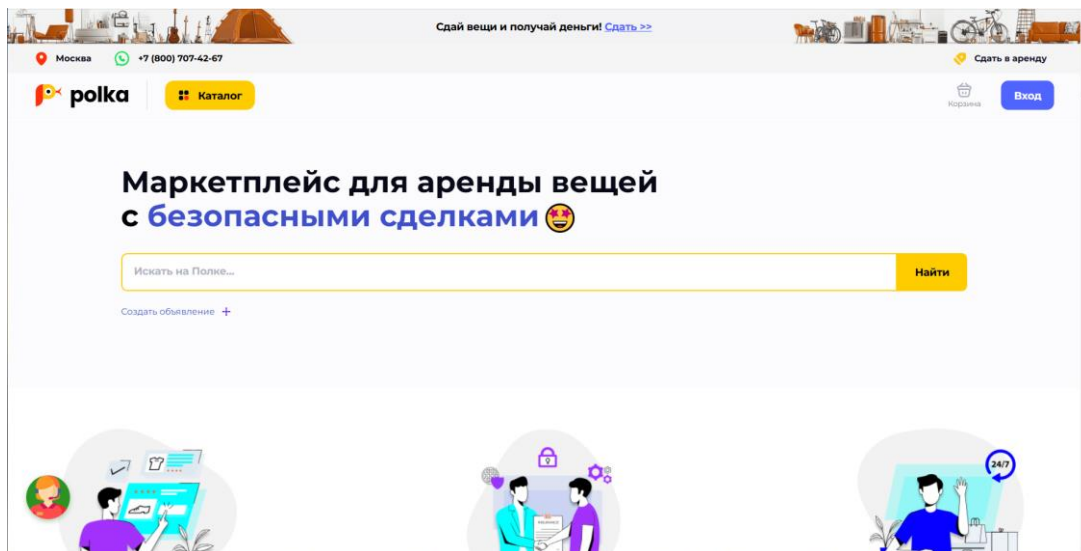 Сдай вещи и получай деньги! Сдать >>
Москва +7 (800) 707-42-67 Сдать в аренду
polka Каталог Корзина Вход
Маркетплейс для аренды вещей
с безопасными сделками
Искать на Полке... Найти
Создать объявление +
24/7